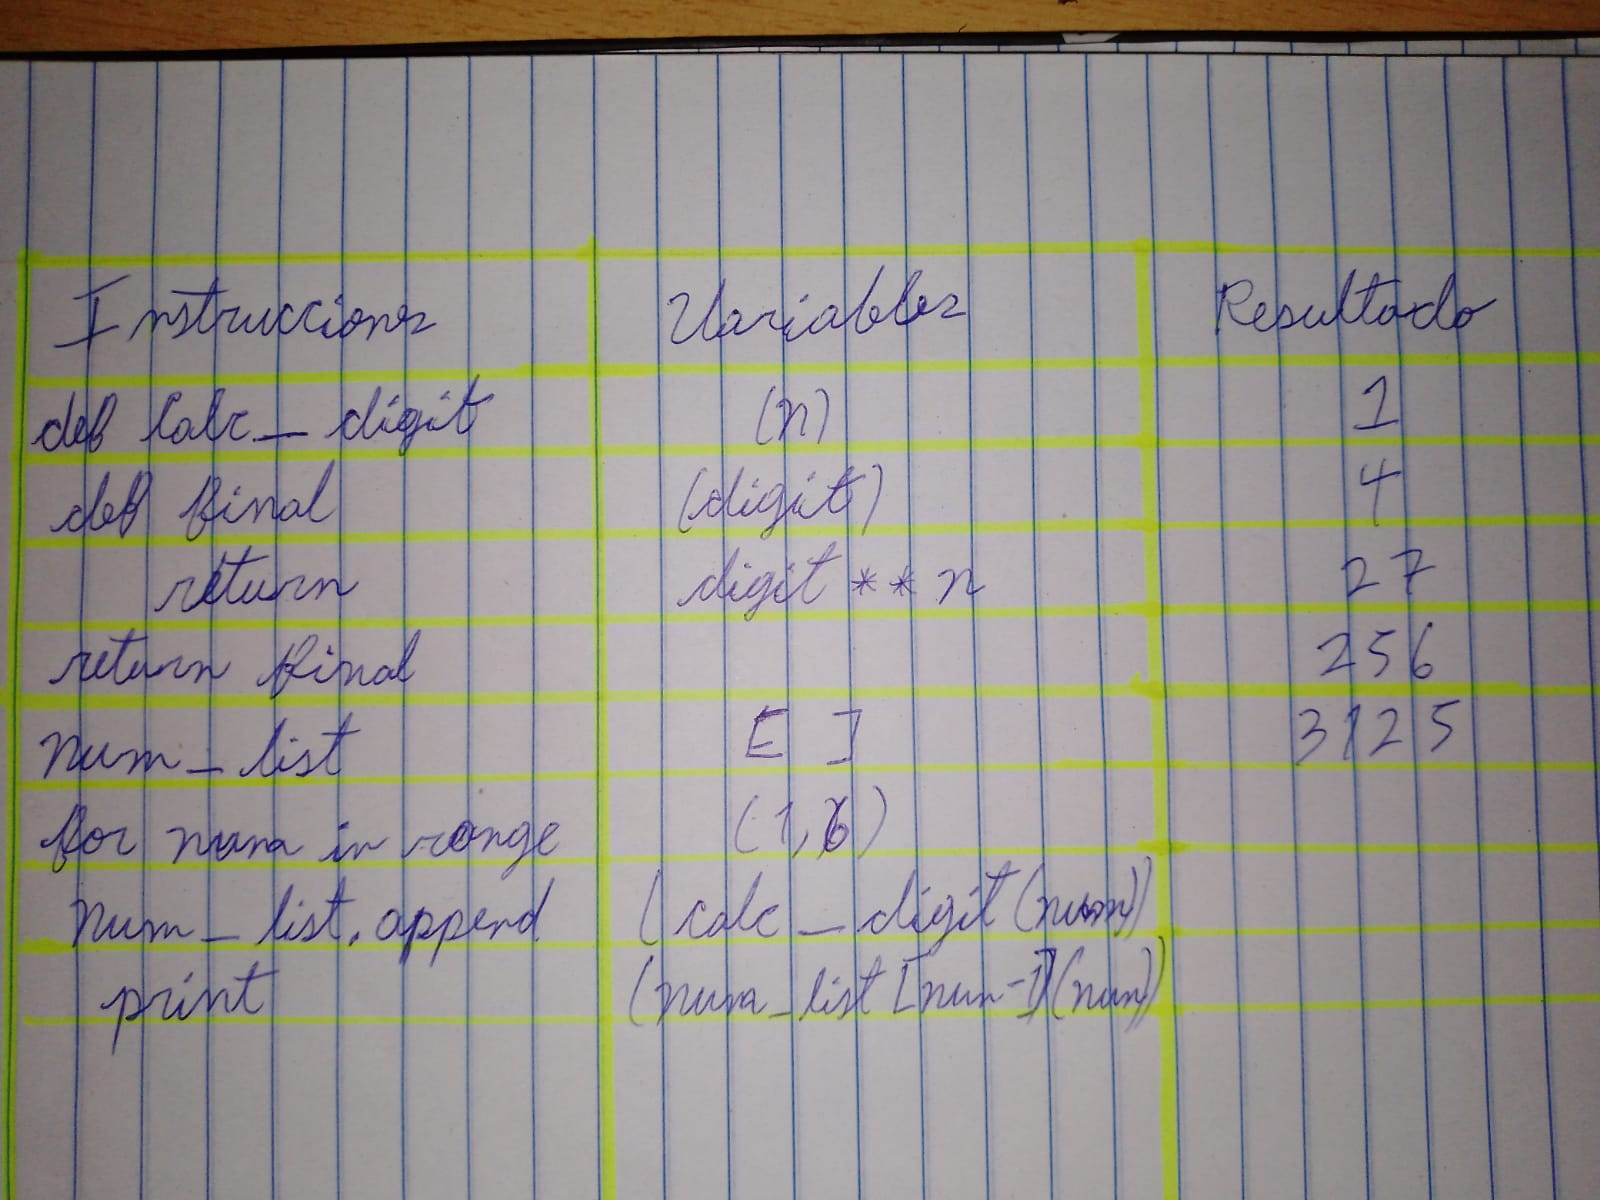 Instrucciones Variables Resultado
def Calc_digit (n) 1
def final (digit) 4
return digit ** n 27
return final 256
Num_list [ ] 3125
for num in range (1,6)
num_list.append (calc_digit(num))
print (num_list[num-1](num))